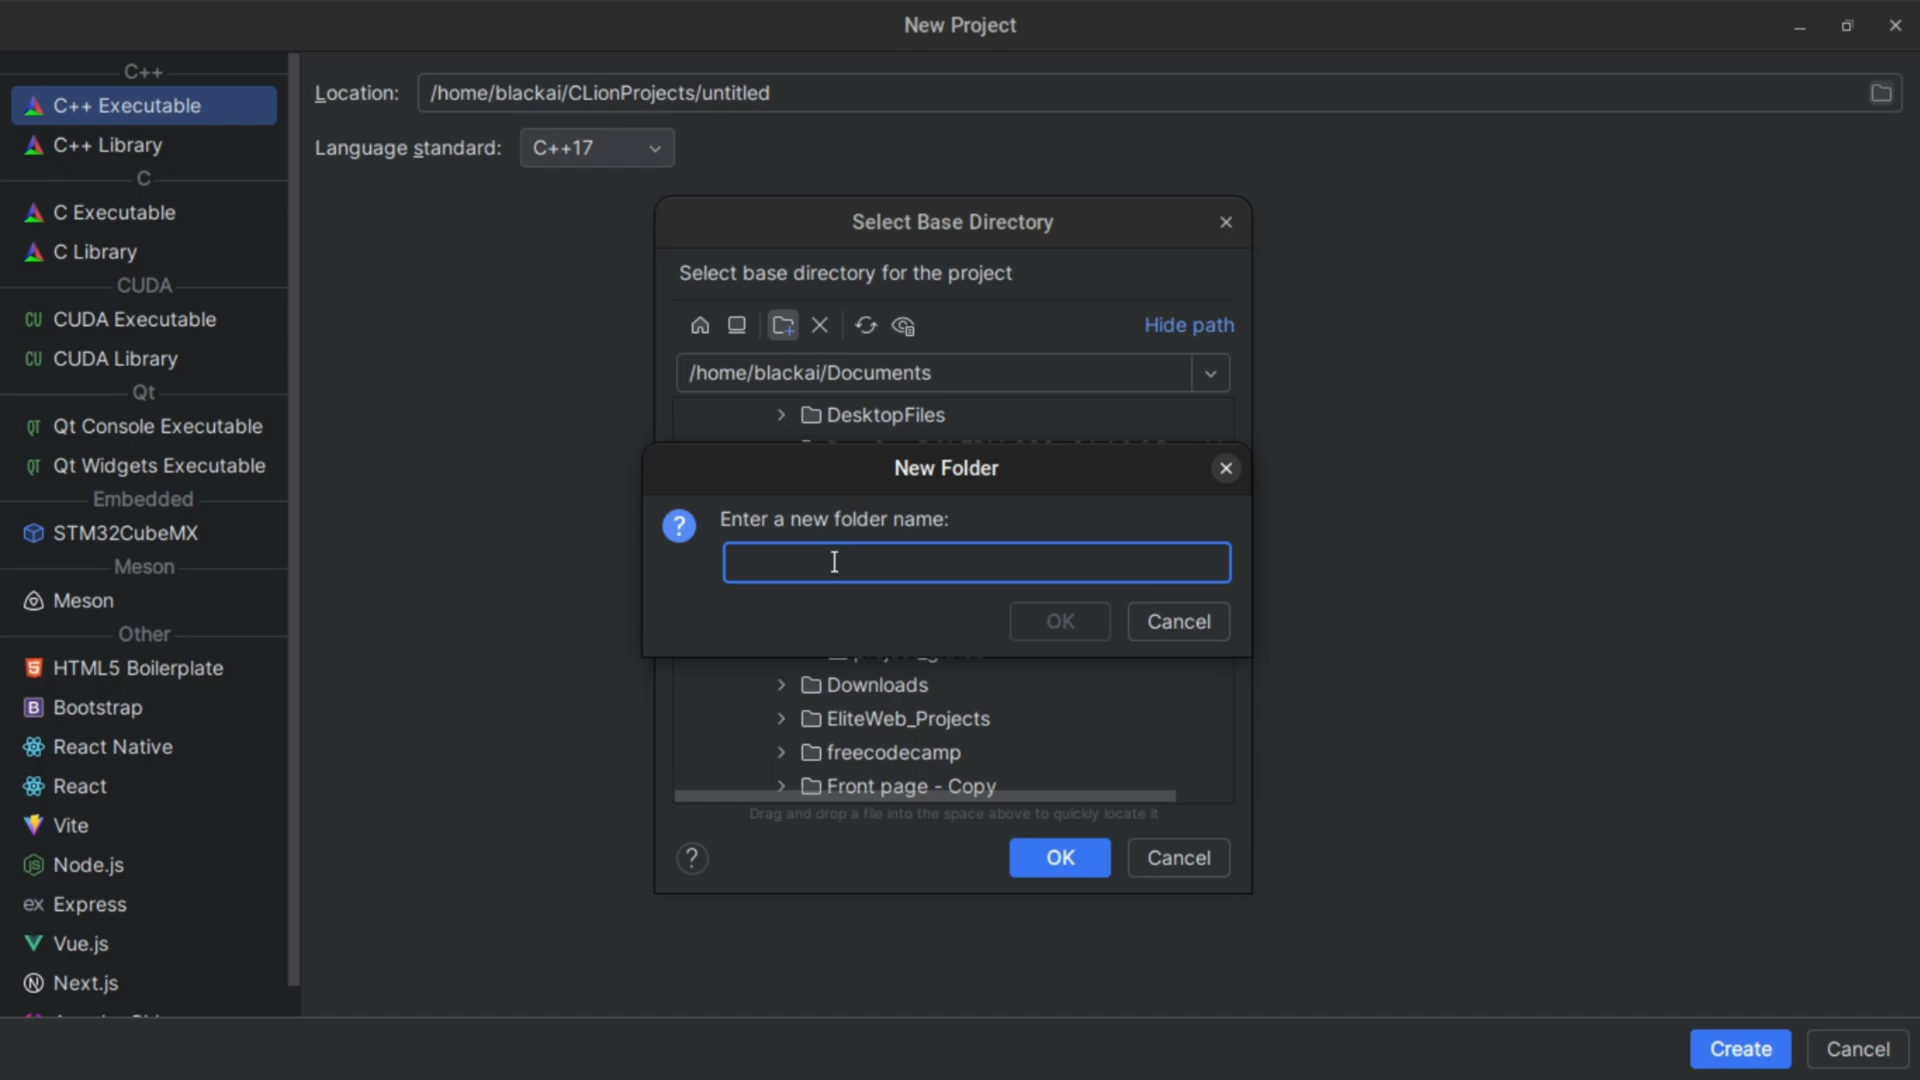 New Project
C++
C++ Executable
C++ Library
C
C Executable
C Library
CUDA
CU CUDA Executable
CU CUDA Library
Qt
QT Qt Console Executable
QT Qt Widgets Executable
Embedded
STM32CubeMX
Meson
Meson
Other
5 HTML5 Boilerplate
B Bootstrap
React Native
React
Vite
JS Node.js
ex Express
Vue.js
N Next.js
Location: /home/blackai/CLionProjects/untitled
Language standard: C++17
Select Base Directory
Select base directory for the project
Hide path
/home/blackai/Documents
DesktopFiles
New Folder
? Enter a new folder name:
OK Cancel
Downloads
EliteWeb_Projects
freecodecamp
Front page - Copy
Drag and drop a file into the space above to quickly locate it
? OK Cancel
Create Cancel